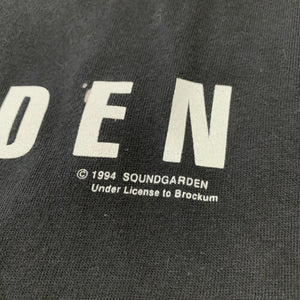 DEN
© 1994 SOUNDGARDEN
Under License to Brockum